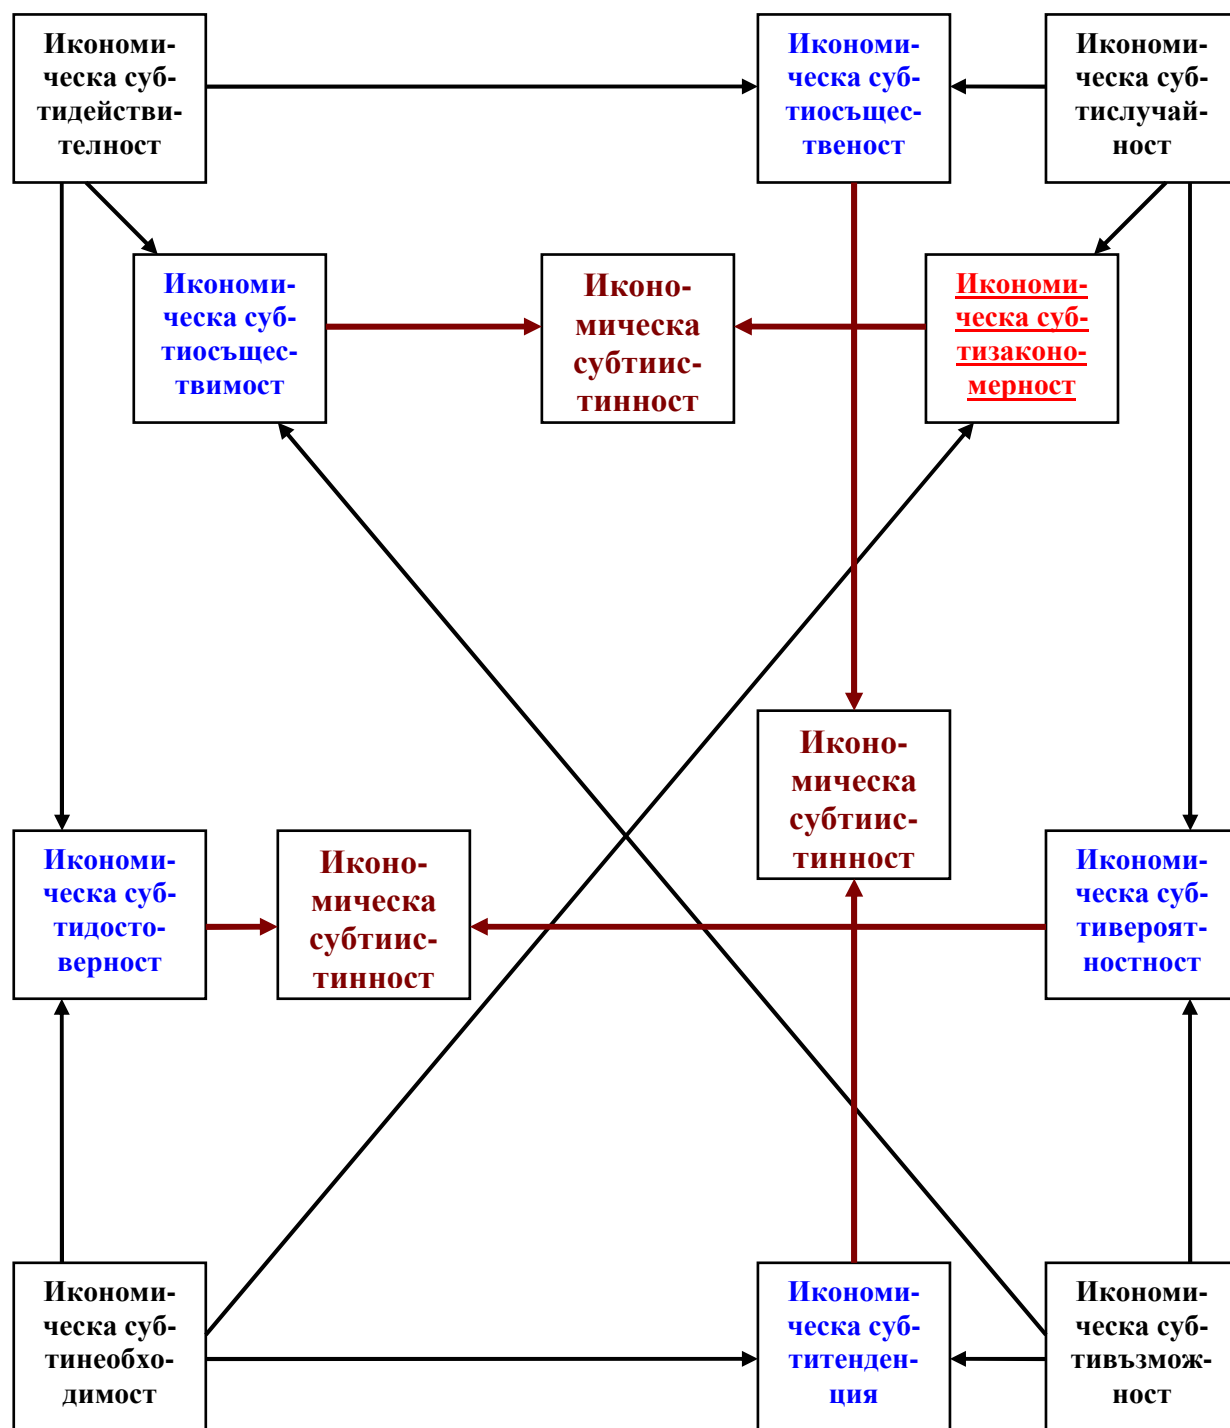 Икономи-
ческа суб-
тидействи-
телност
Икономи-
ческа суб-
тиосъщес-
твеност
Икономи-
ческа суб-
тислучай-
ност
Икономи-
ческа суб-
тиосъщес-
твимост
Иконо-
мическа
субтиис-
тинност
Икономи-
ческа суб-
тизаконо-
мерност
Иконо-
мическа
субтиис-
тинност
Икономи-
ческа суб-
тидосто-
верност
Иконо-
мическа
субтиис-
тинност
Икономи-
ческа суб-
тивероят-
ностност
Икономи-
ческа суб-
тинеобхо-
димост
Икономи-
ческа суб-
титенден-
ция
Икономи-
ческа суб-
тивъзмож-
ност